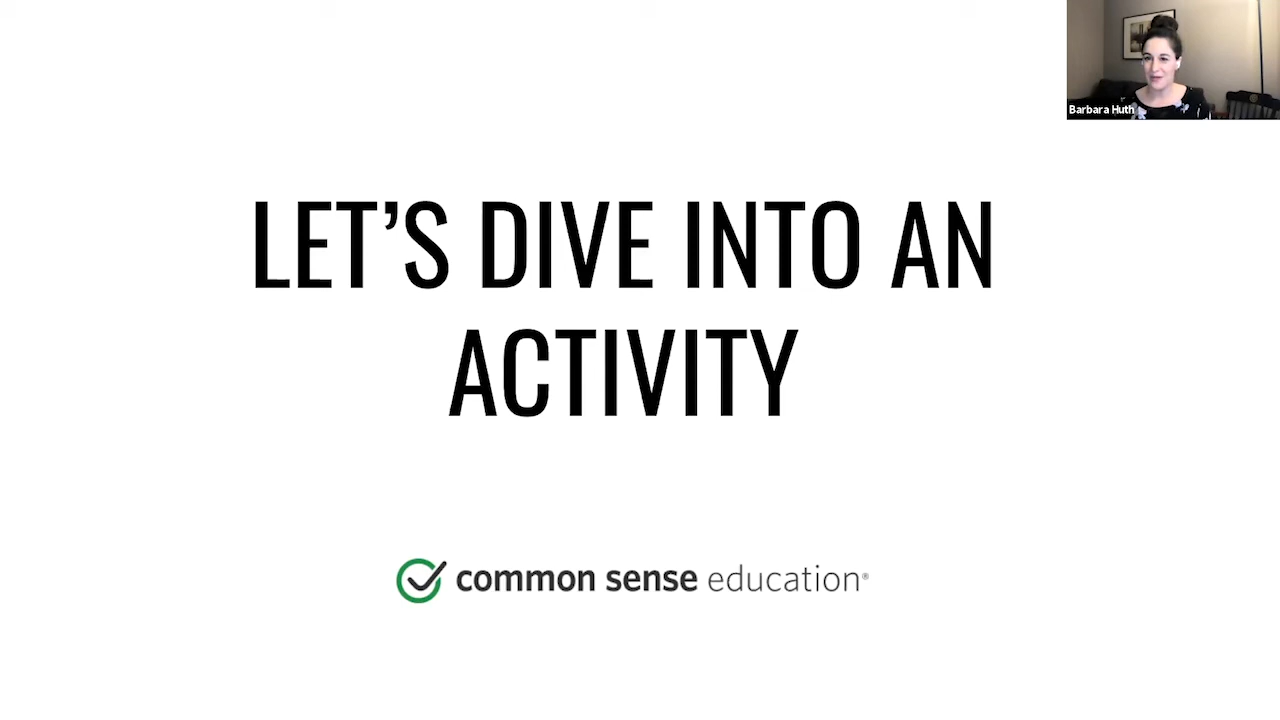 Barbara Huth
LET’S DIVE INTO AN
ACTIVITY
common sense education®